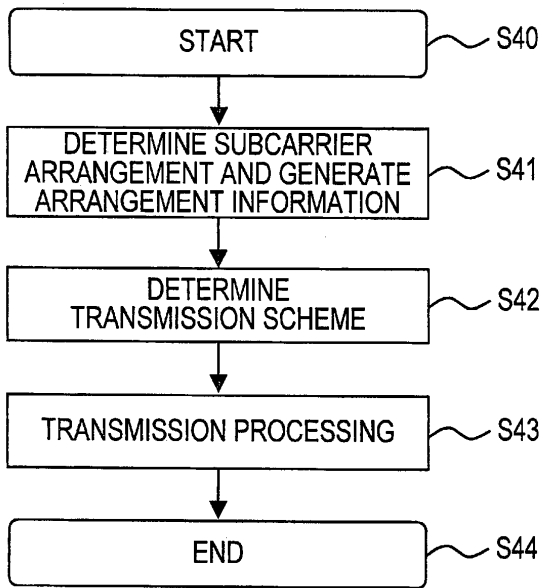 START
S40
DETERMINE SUBCARRIER
ARRANGEMENT AND GENERATE
ARRANGEMENT INFORMATION
S41
DETERMINE
TRANSMISSION SCHEME
S42
TRANSMISSION PROCESSING
S43
END
S44